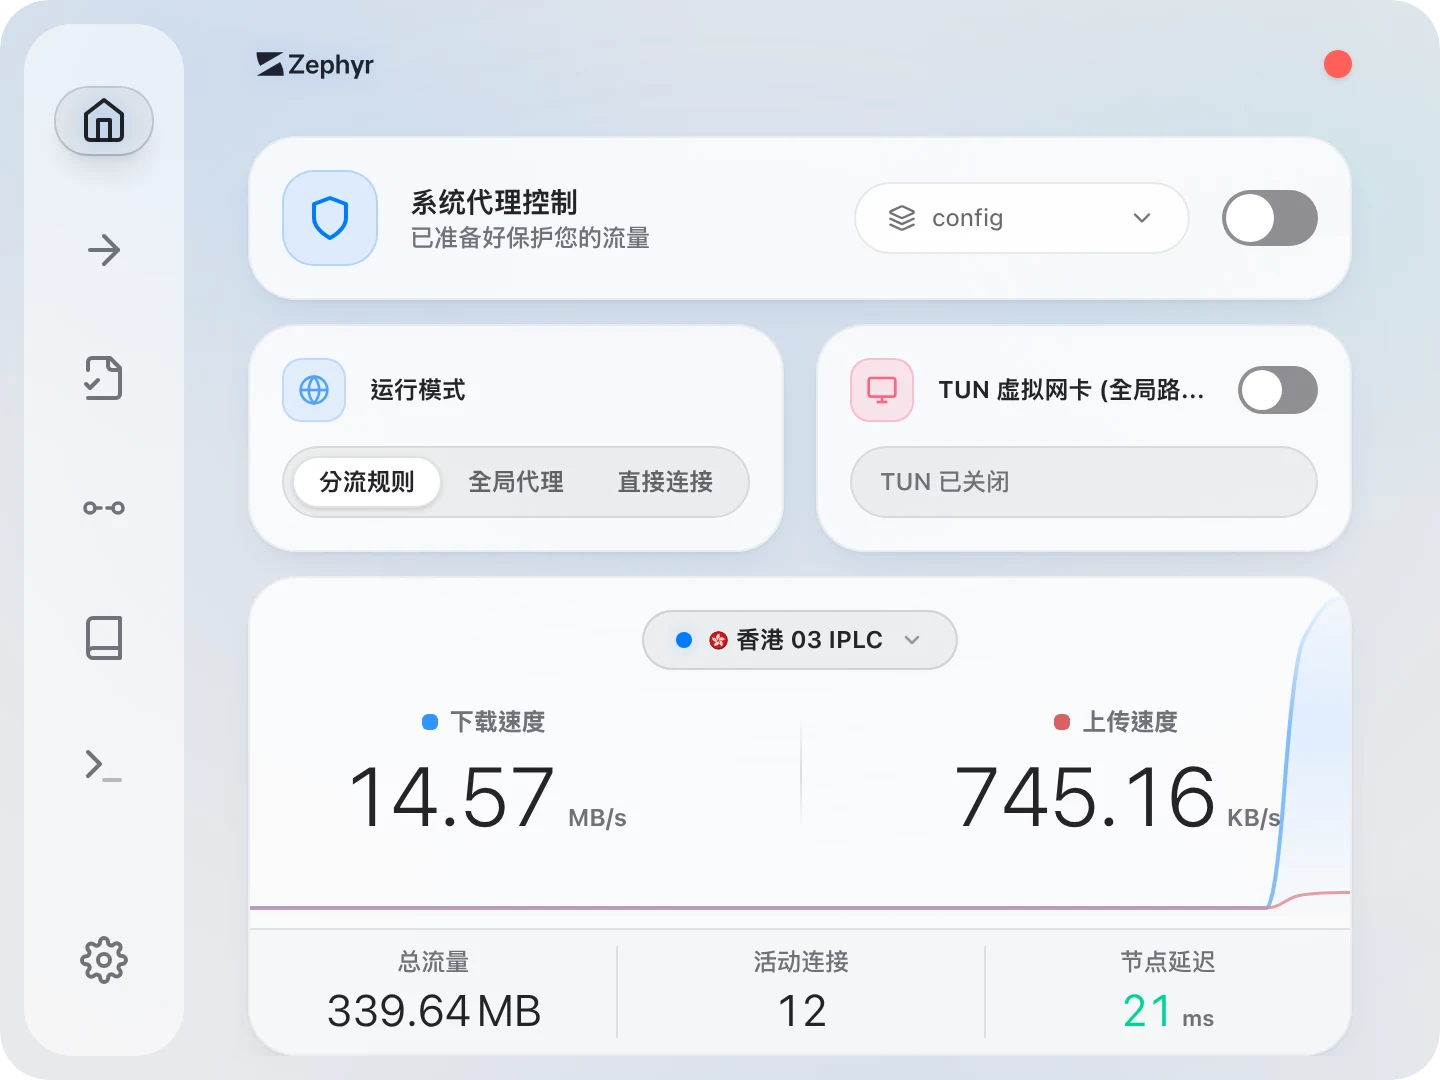 Zephyr
系统代理控制
已准备好保护您的流量
config
运行模式
分流规则 全局代理 直接连接
TUN 虚拟网卡 (全局路...
TUN 已关闭
香港 03 IPLC
下载速度
14.57 MB/s
上传速度
745.16 KB/s
总流量
339.64 MB
活动连接
12
节点延迟
21 ms